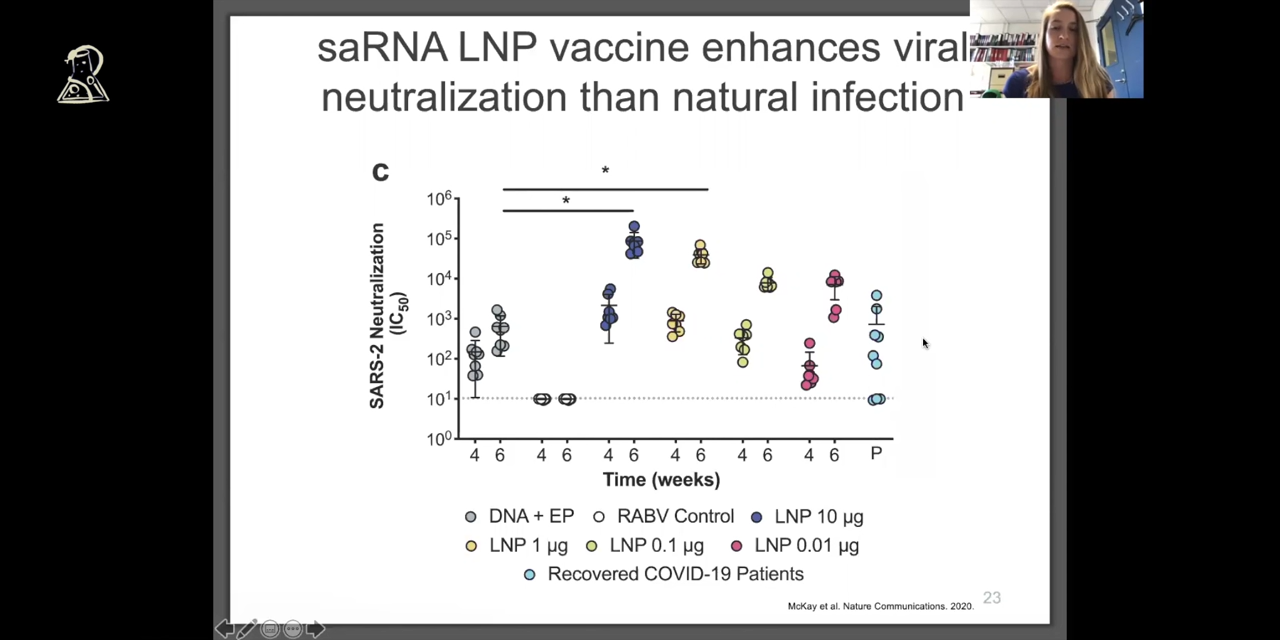 saRNA LNP vaccine enhances viral
neutralization than natural infection
c
*
*
SARS-2 Neutralization
(IC50)
10^6
10^5
10^4
10^3
10^2
10^1
10^0
4 6 4 6 4 6 4 6 4 6 4 6 P
Time (weeks)
DNA + EP RABV Control LNP 10 µg
LNP 1 µg LNP 0.1 µg LNP 0.01 µg
Recovered COVID-19 Patients
McKay et al. Nature Communications. 2020.
23